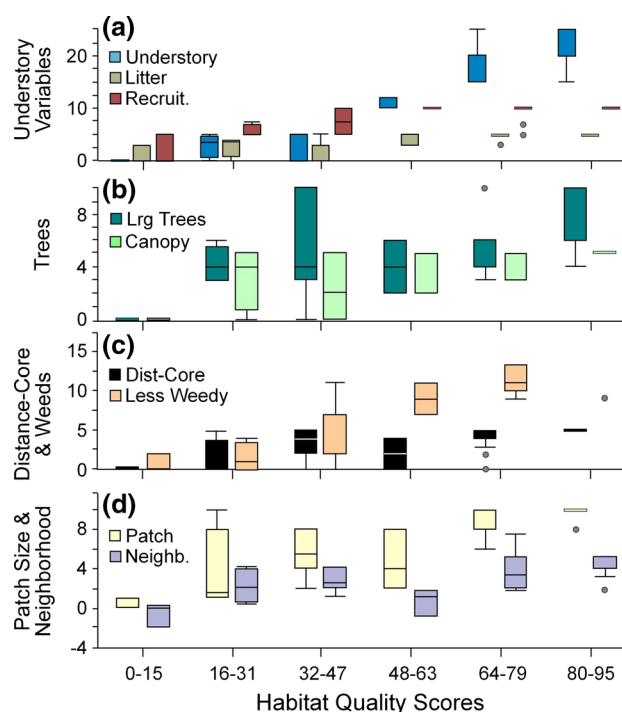 (a)
Understory
Variables
20
10
0
Understory
Litter
Recruit.
(b)
Trees
8
4
0
Lrg Trees
Canopy
(c)
Distance-Core
& Weeds
15
10
5
0
Dist-Core
Less Weedy
(d)
Patch Size &
Neighborhood
8
4
0
-4
Patch
Neighb.
0-15 16-31 32-47 48-63 64-79 80-95
Habitat Quality Scores